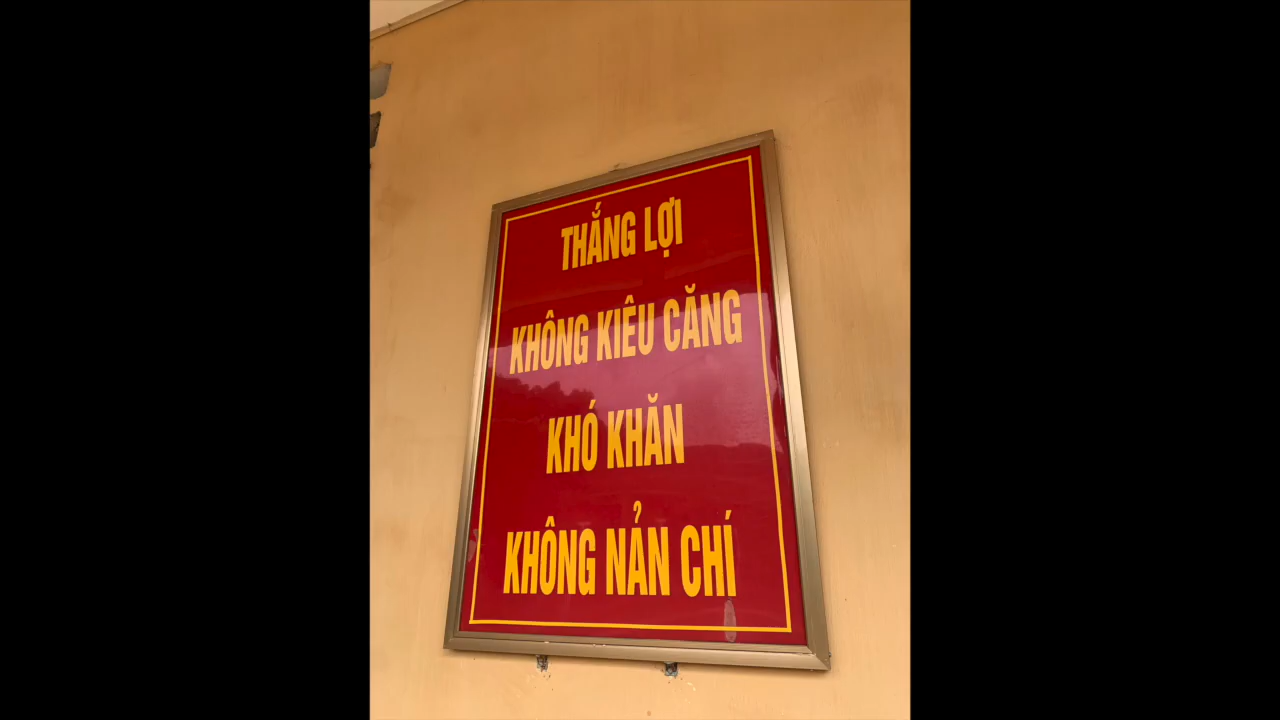 THẮNG LỢI
KHÔNG KIÊU CĂNG
KHÓ KHĂN
KHÔNG NẢN CHÍ